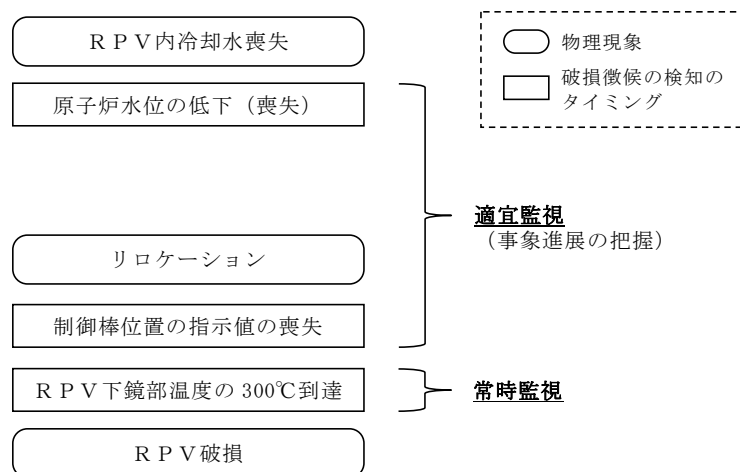 RPV内冷却水喪失
原子炉水位の低下(喪失)
リロケーション
制御棒位置の指示値の喪失
RPV下鏡部温度の300℃到達
RPV破損
適宜監視
(事象進展の把握)
常時監視
物理現象
破損徴候の検知の
タイミング